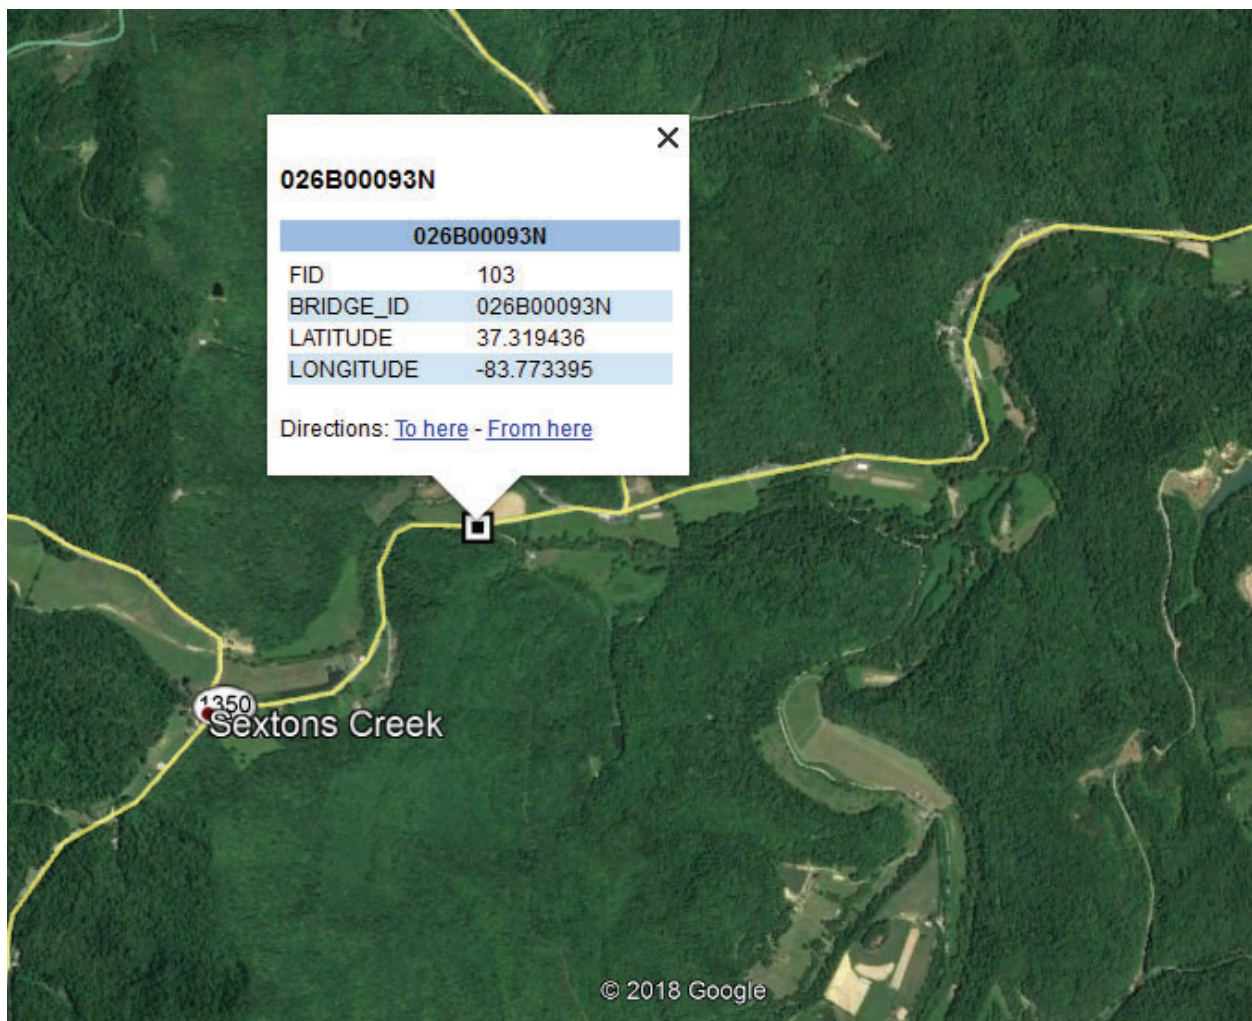 026B00093N
026B00093N
FID 103
BRIDGE_ID 026B00093N
LATITUDE 37.319436
LONGITUDE -83.773395
Directions: To here - From here
1350
Sextons Creek
© 2018 Google